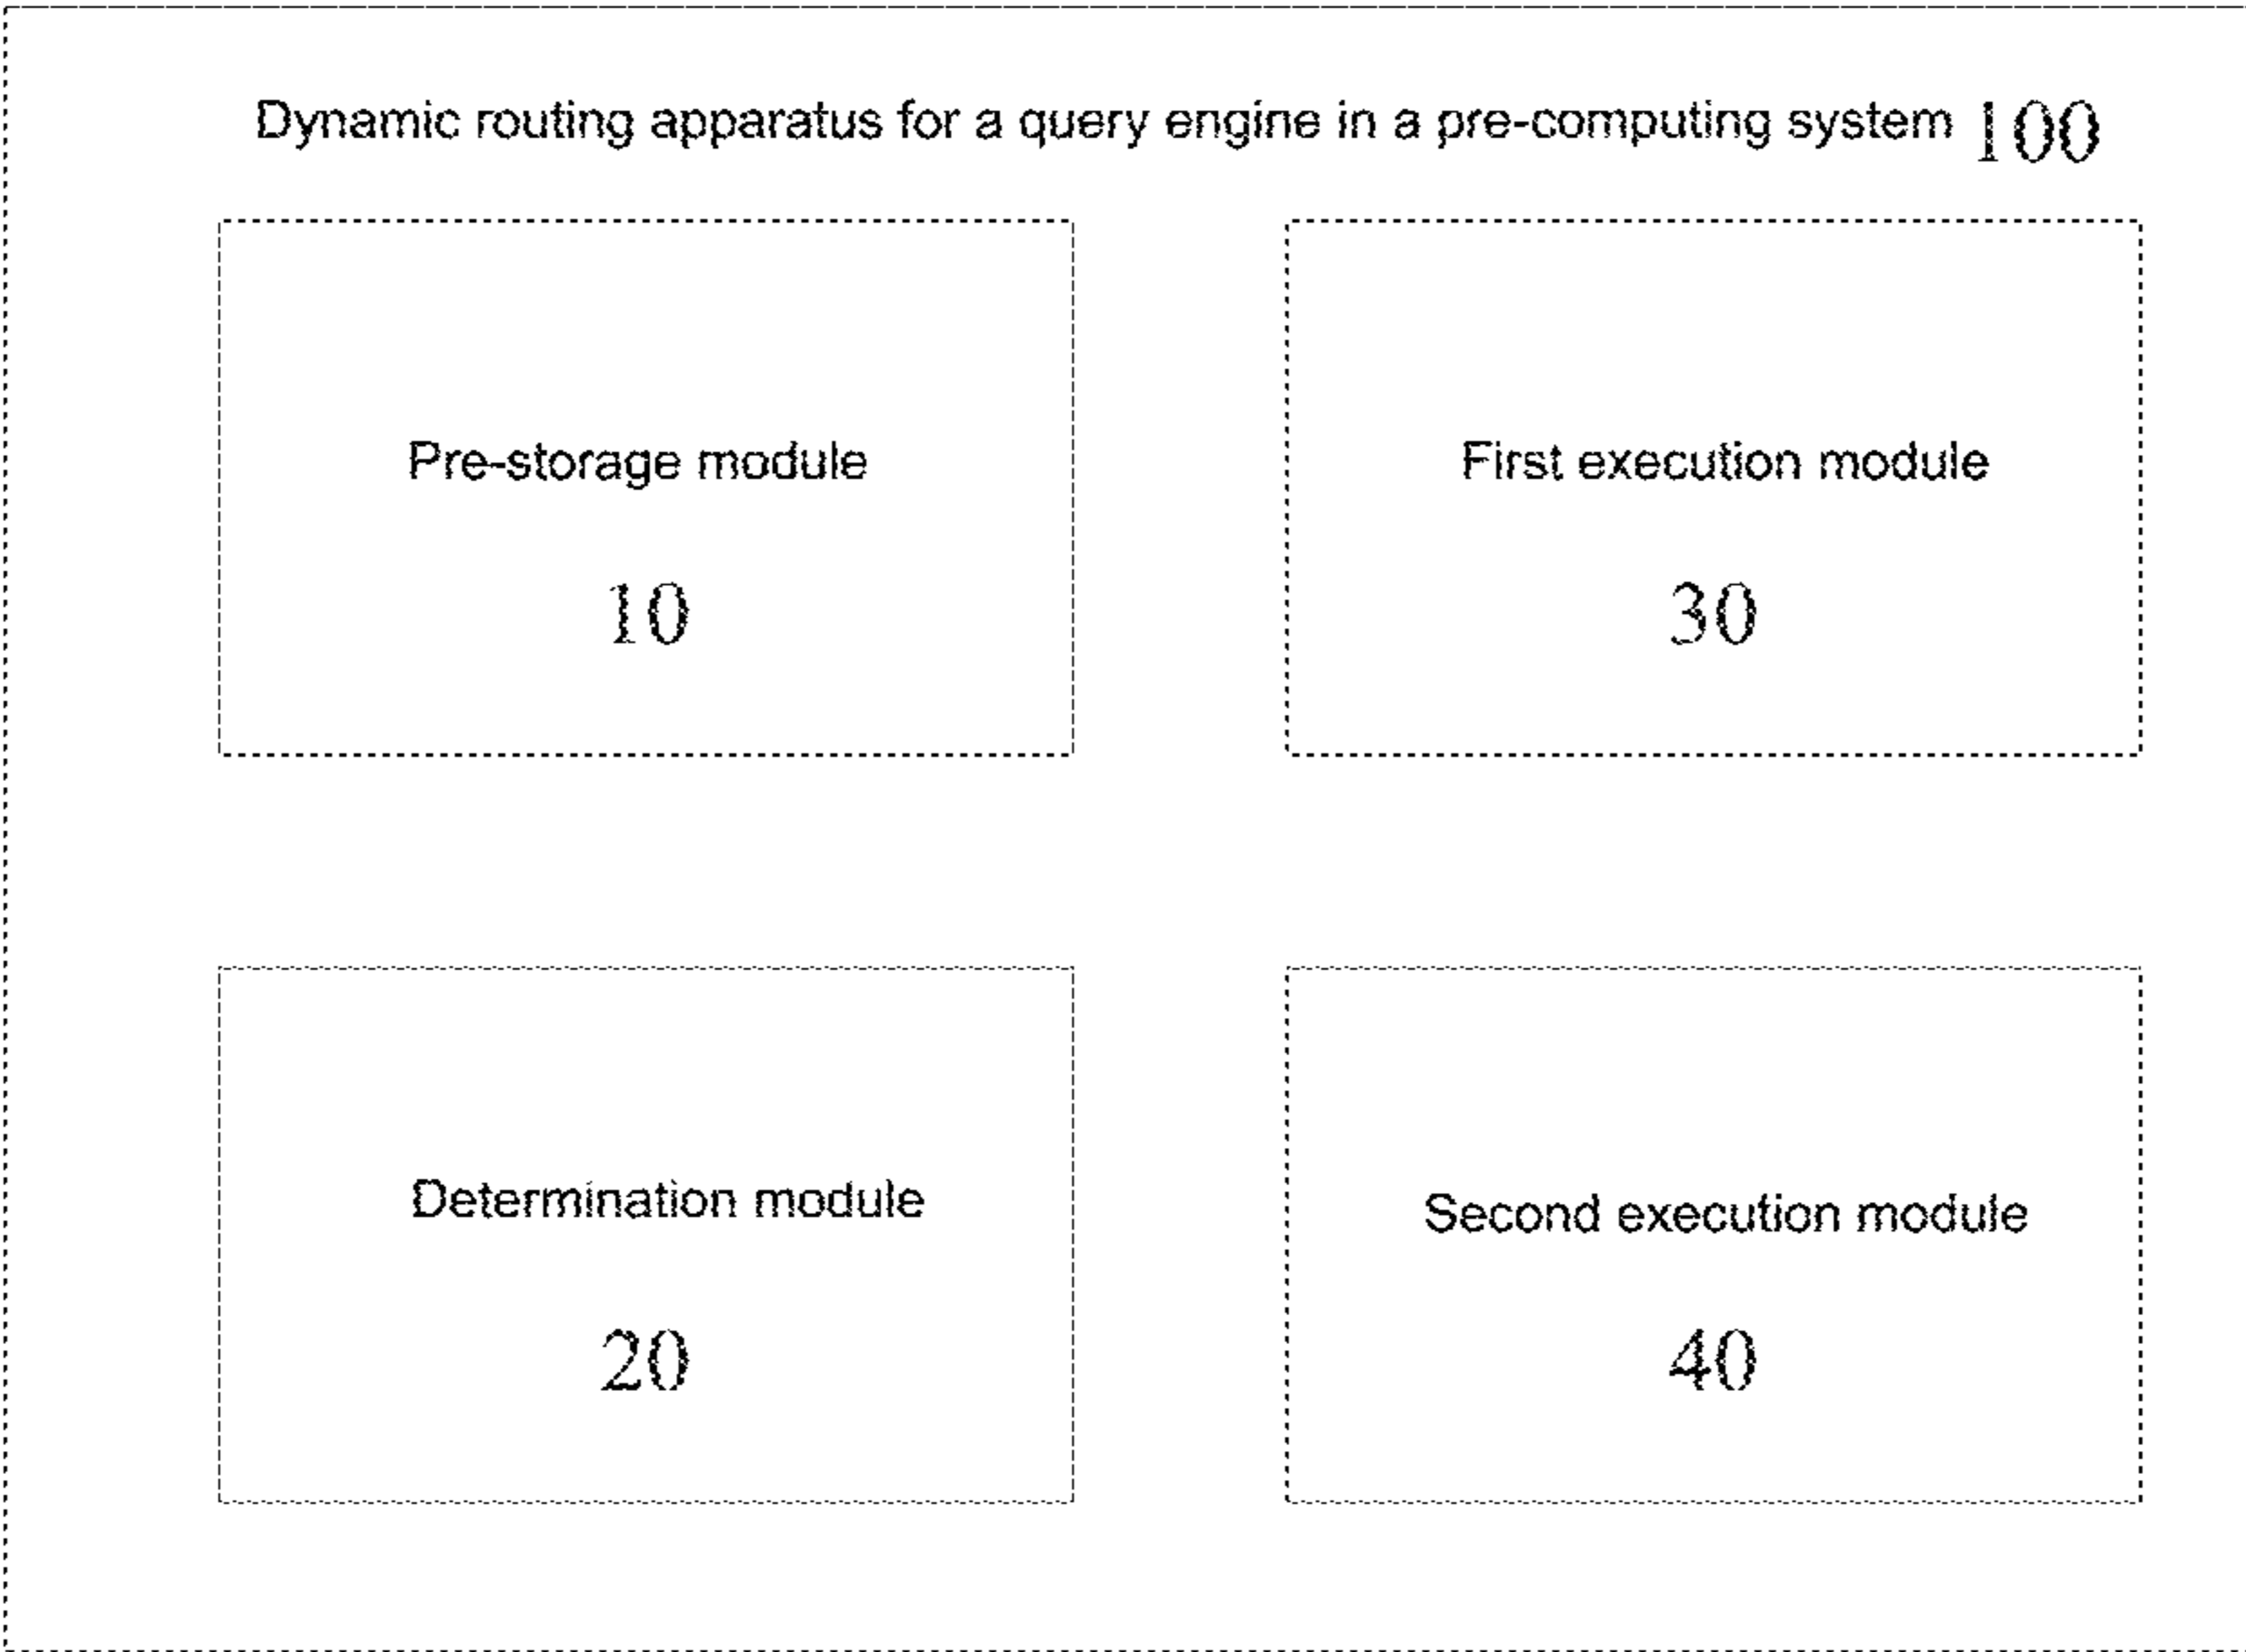 Dynamic routing apparatus for a query engine in a pre-computing system 100
Pre-storage module
10
First execution module
30
Determination module
20
Second execution module
40